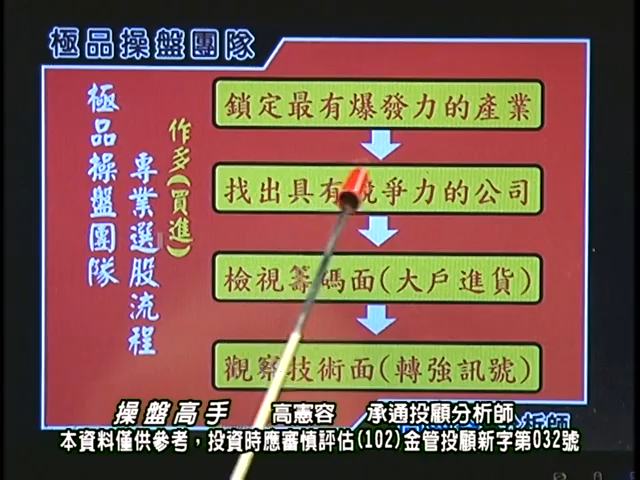 極品操盤團隊
極品操盤團隊
專業選股流程
作多(買進)
鎖定最有爆發力的產業
找出具有競爭力的公司
檢視籌碼面(大戶進貨)
觀察技術面(轉強訊號)
操盤高手 高憲容 承通投顧分析師
本資料僅供參考,投資時應審慎評估(102)金管投顧新字第032號